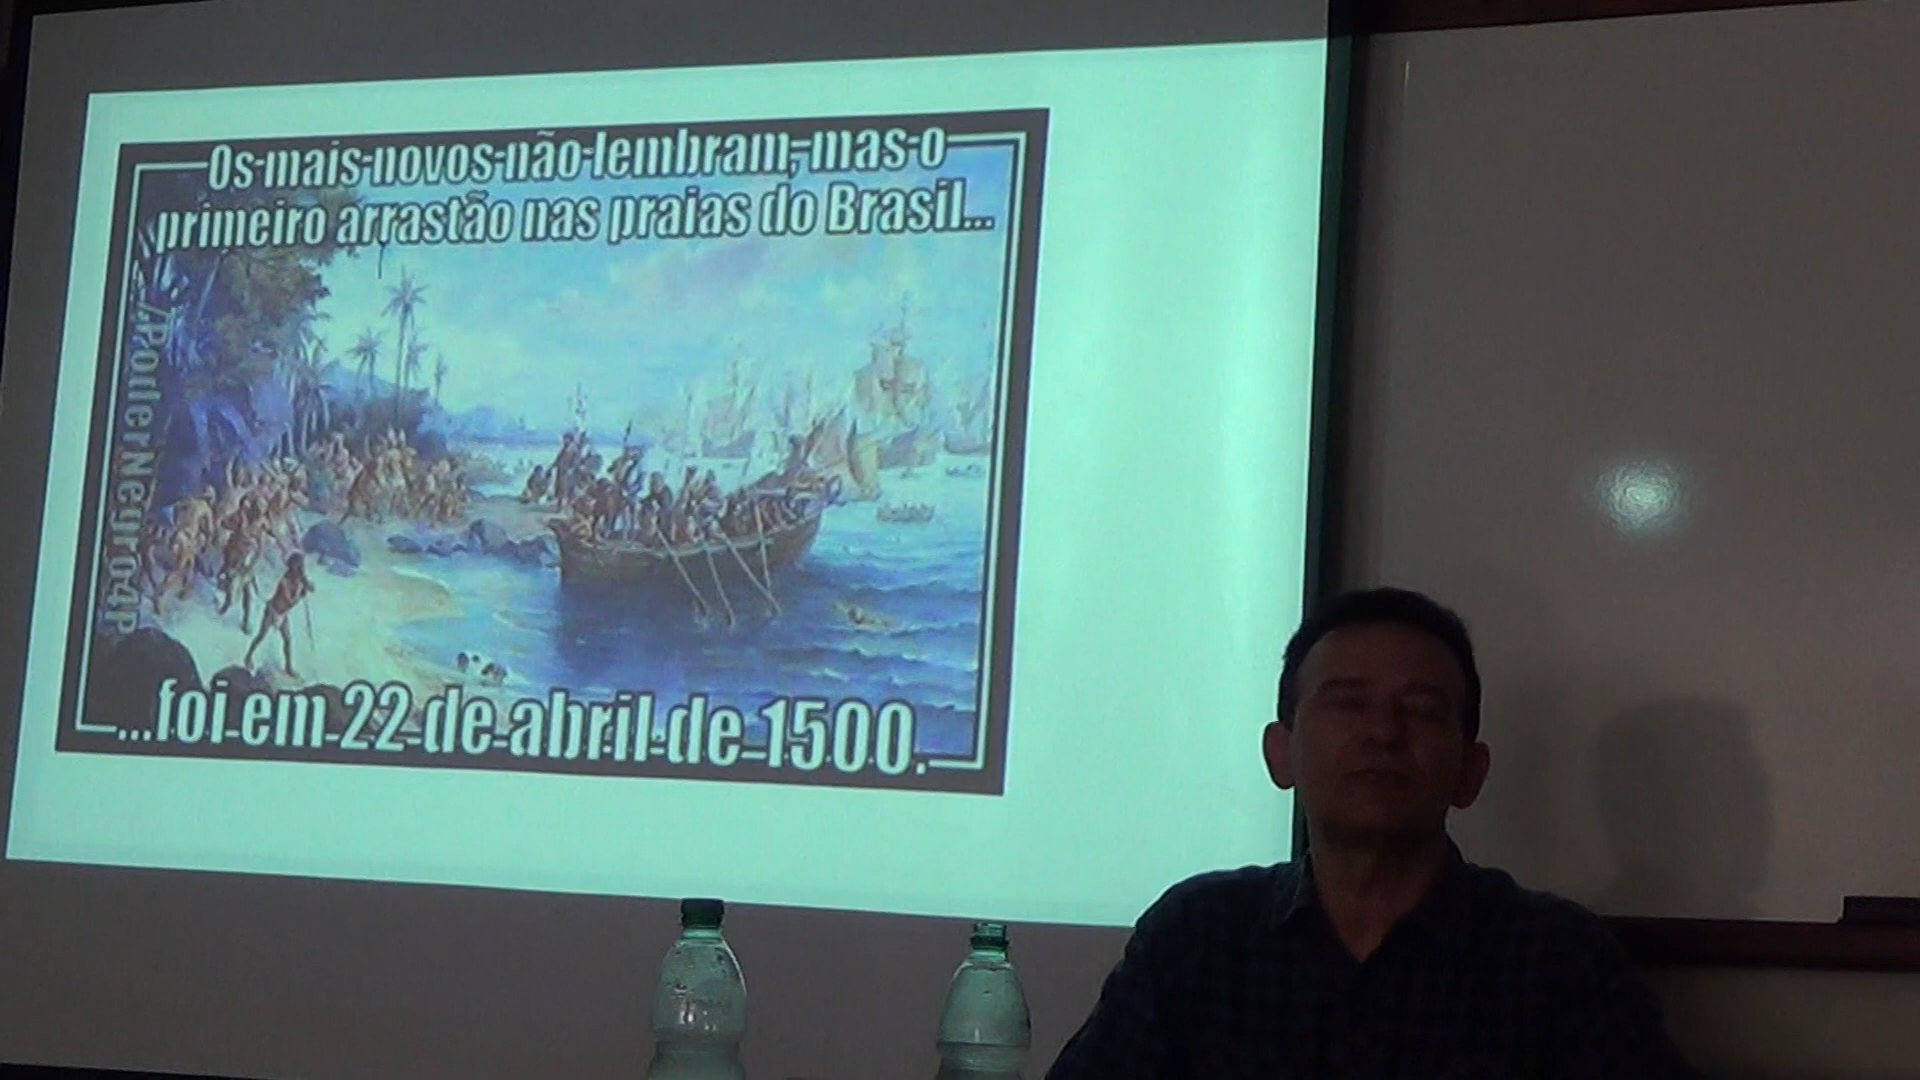 Os mais novos não lembram, mas o
primeiro arrastão nas praias do Brasil...
/PoderNegro4P
...foi em 22 de abril de 1500.